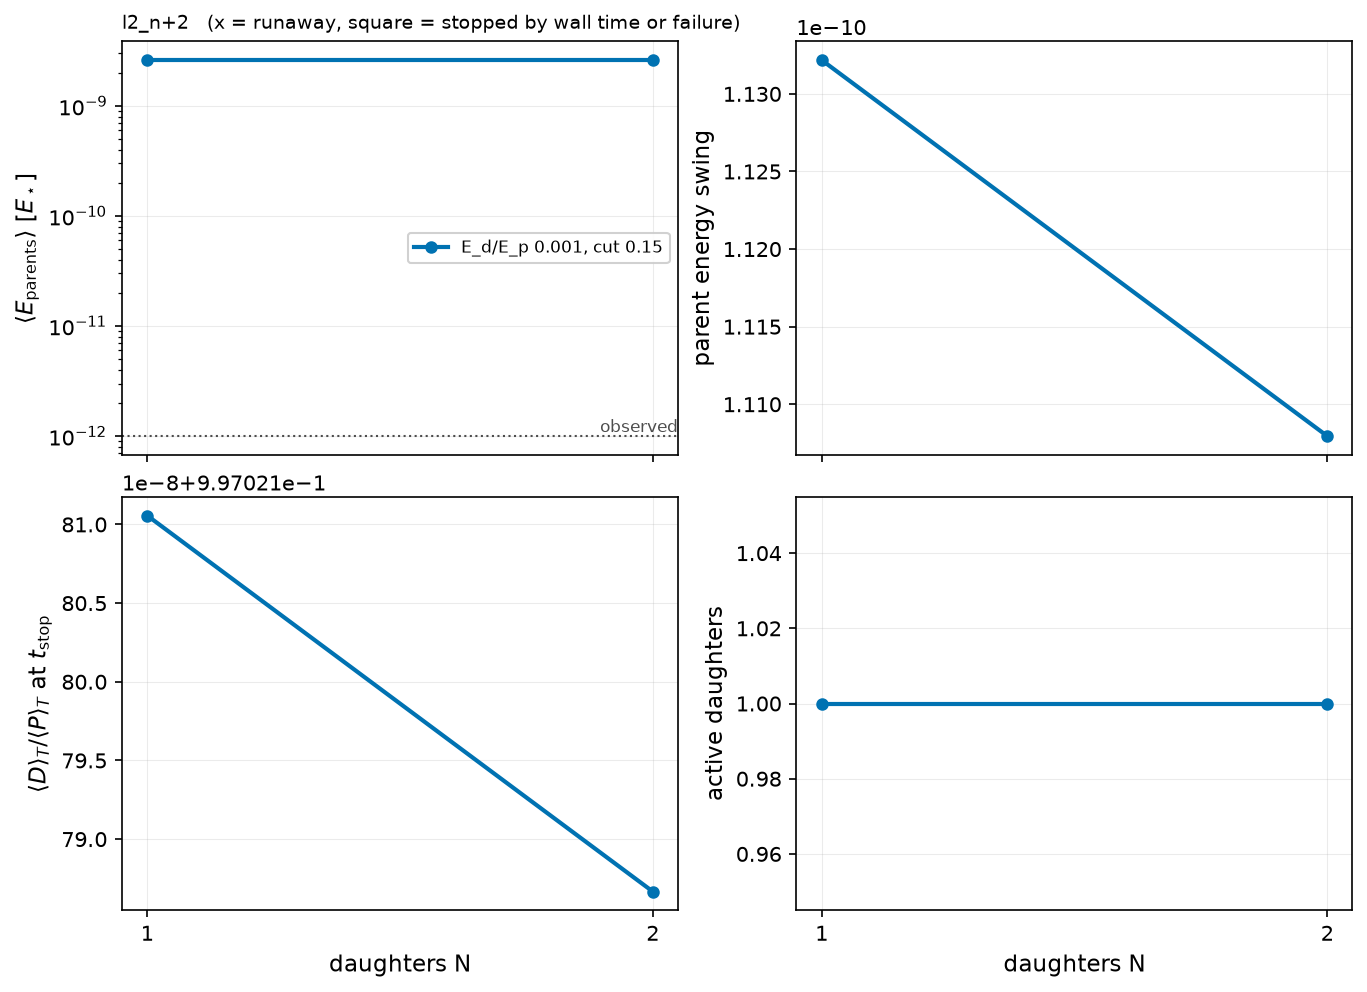 l2_n+2   (x = runaway, square = stopped by wall time or failure)
⟨E_parents⟩ [E⋆]
10⁻⁹
10⁻¹⁰
10⁻¹¹
10⁻¹²
E_d/E_p 0.001, cut 0.15
observed
1e−10
parent energy swing
1.130
1.125
1.120
1.115
1.110
1e−8+9.97021e−1
⟨D⟩_T/⟨P⟩_T at t_stop
81.0
80.5
80.0
79.5
79.0
1
2
daughters N
active daughters
1.04
1.02
1.00
0.98
0.96
1
2
daughters N